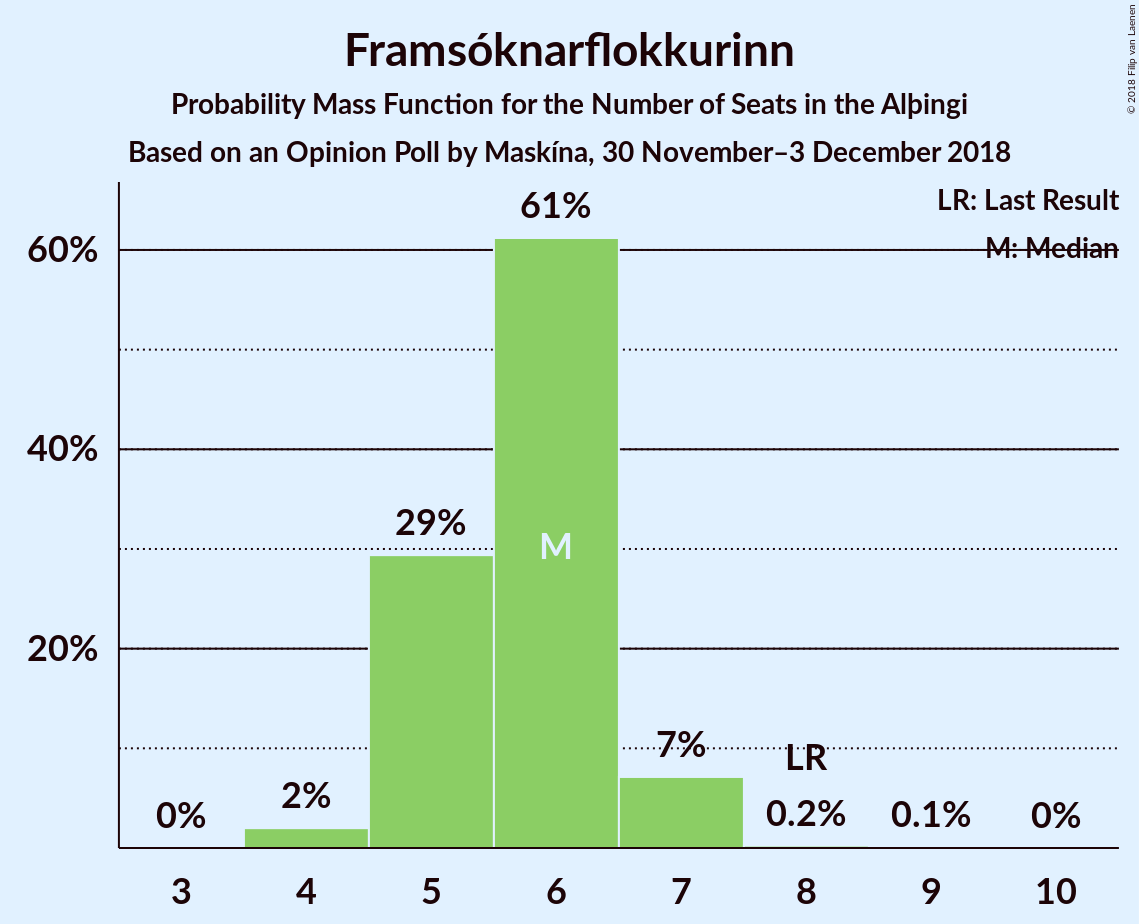 Framsóknarflokkurinn
Probability Mass Function for the Number of Seats in the Alþingi
Based on an Opinion Poll by Maskína, 30 November–3 December 2018
© 2018 Filip van Laenen
LR: Last Result
M: Median
60%
40%
20%
0%
2%
29%
61%
M
7%
LR
0.2%
0.1%
0%
3 4 5 6 7 8 9 10